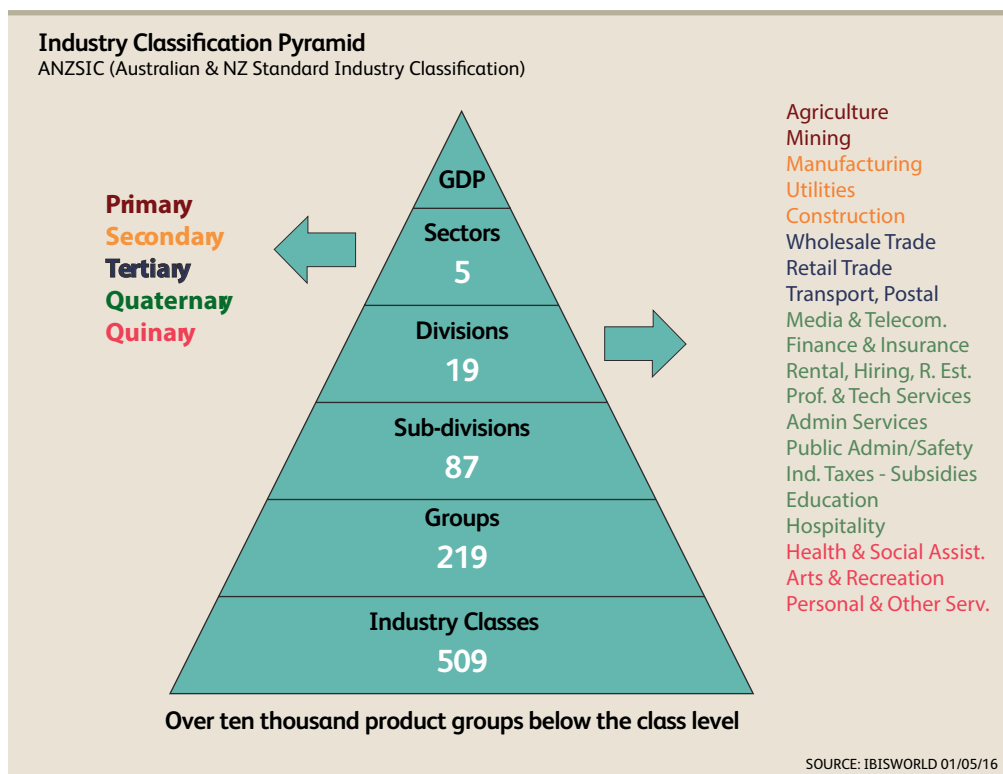 Industry Classification Pyramid
ANZSIC (Australian & NZ Standard Industry Classification)
Primary
Secondary
Tertiary
Quaternary
Quinary
GDP
Sectors
5
Divisions
19
Sub-divisions
87
Groups
219
Industry Classes
509
Agriculture
Mining
Manufacturing
Utilities
Construction
Wholesale Trade
Retail Trade
Transport, Postal
Media & Telecom.
Finance & Insurance
Rental, Hiring, R. Est.
Prof. & Tech Services
Admin Services
Public Admin/Safety
Ind. Taxes - Subsidies
Education
Hospitality
Health & Social Assist.
Arts & Recreation
Personal & Other Serv.
Over ten thousand product groups below the class level
SOURCE: IBISWORLD 01/05/16